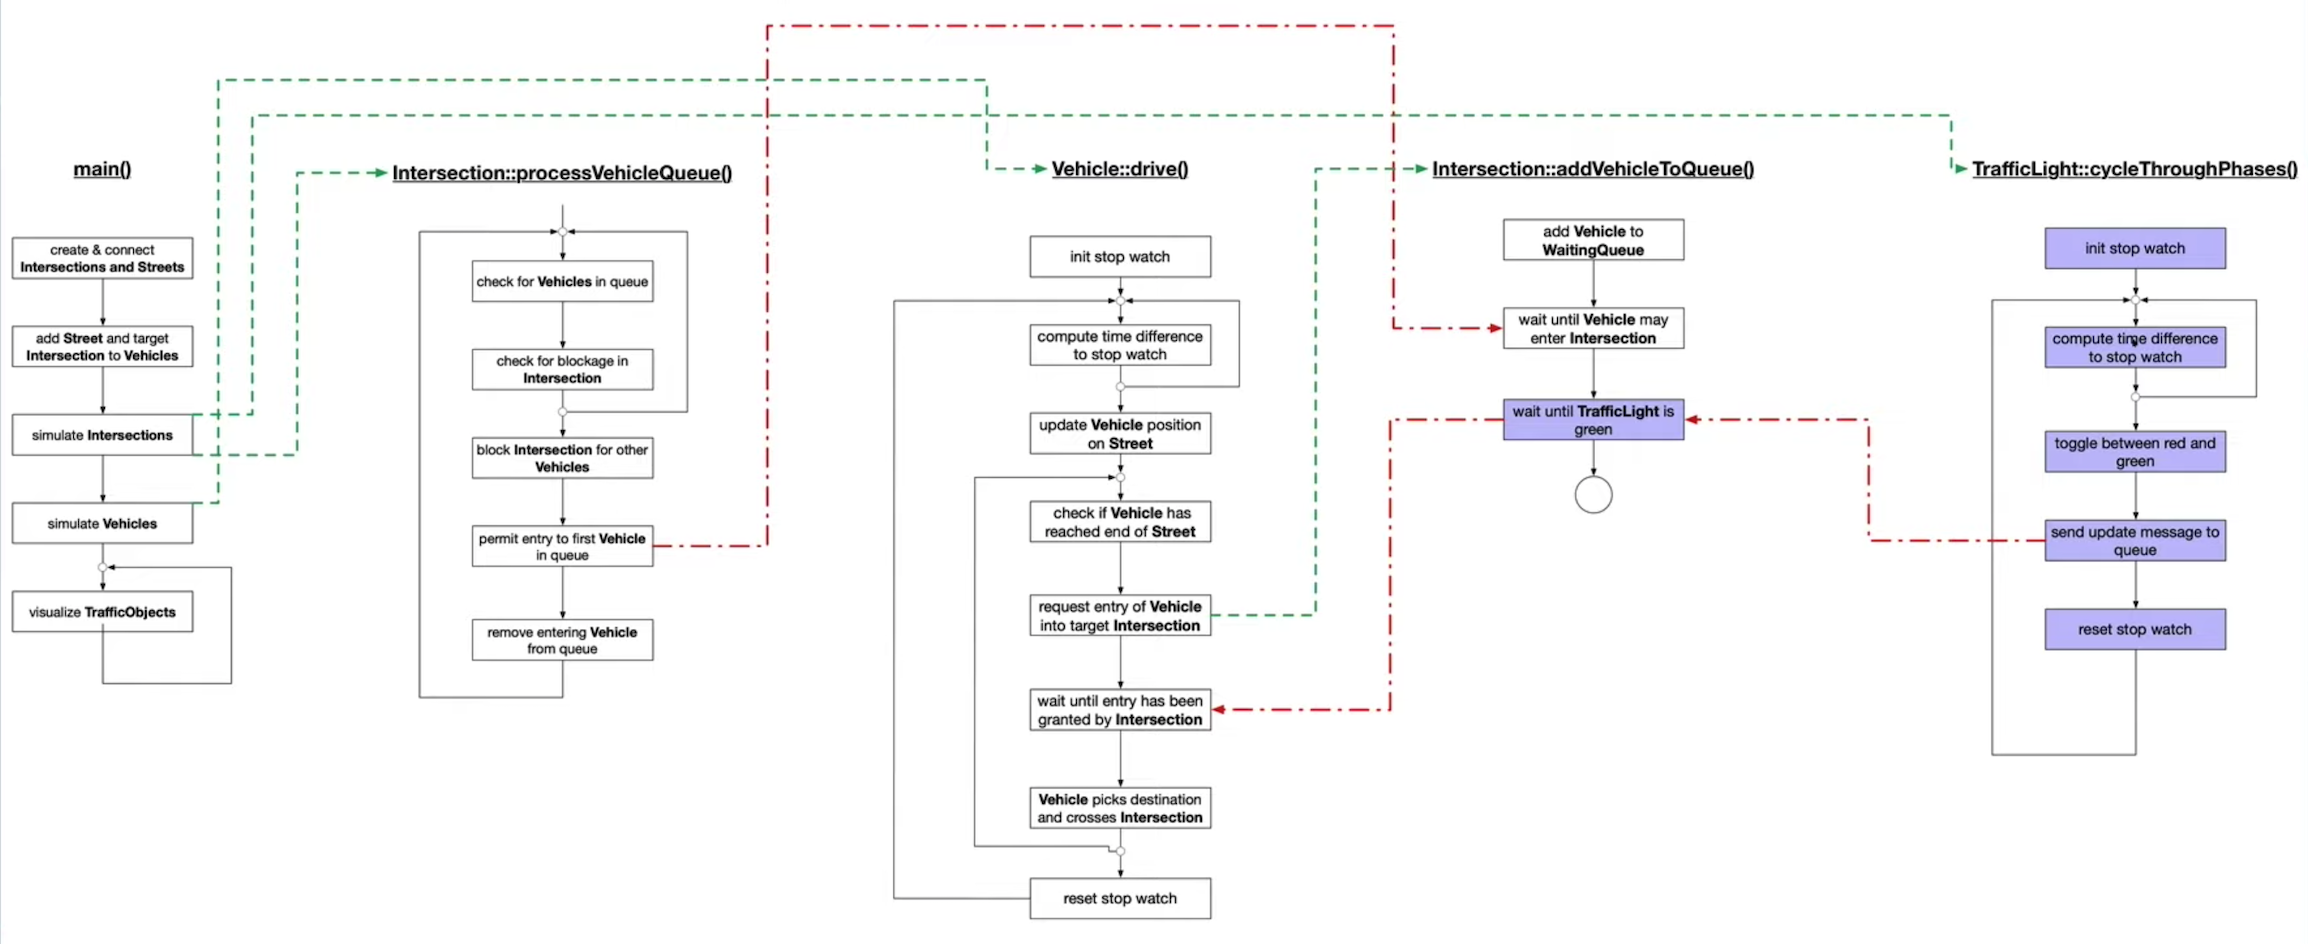 main()
create & connect
Intersections and Streets
add Street and target
Intersection to Vehicles
simulate Intersections
simulate Vehicles
visualize TrafficObjects
Intersection::processVehicleQueue()
check for Vehicles in queue
check for blockage in
Intersection
block Intersection for other
Vehicles
permit entry to first Vehicle
in queue
remove entering Vehicle
from queue
Vehicle::drive()
init stop watch
compute time difference
to stop watch
update Vehicle position
on Street
check if Vehicle has
reached end of Street
request entry of Vehicle
into target Intersection
wait until entry has been
granted by Intersection
Vehicle picks destination
and crosses Intersection
reset stop watch
Intersection::addVehicleToQueue()
add Vehicle to
WaitingQueue
wait until Vehicle may
enter Intersection
wait until TrafficLight is
green
TrafficLight::cycleThroughPhases()
init stop watch
compute time difference
to stop watch
toggle between red and
green
send update message to
queue
reset stop watch